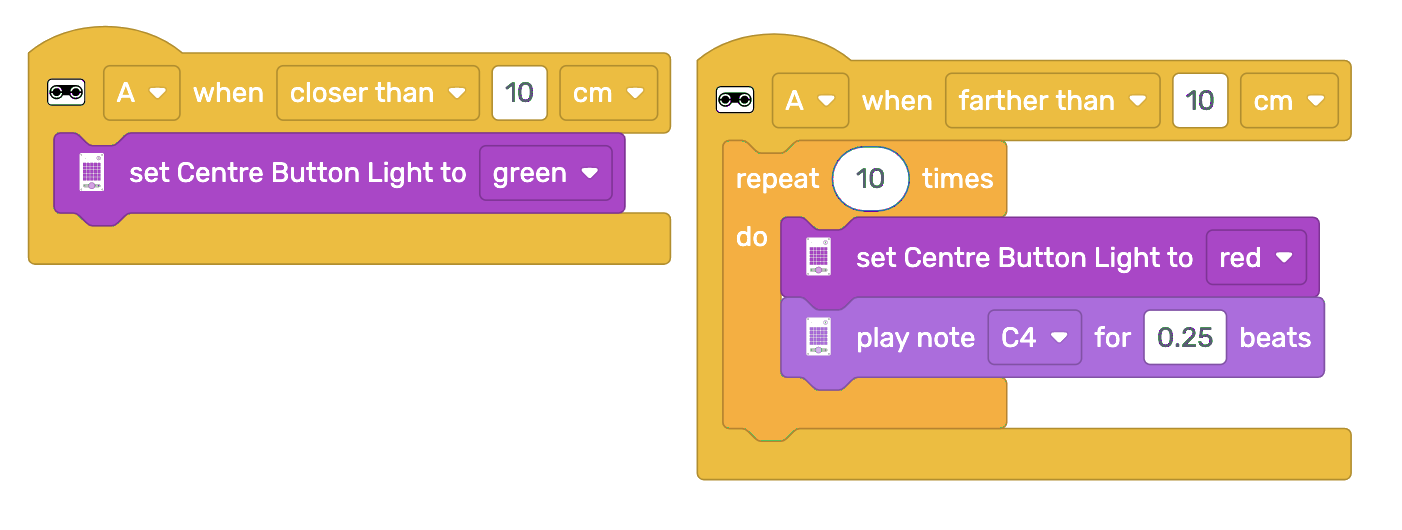 A when closer than 10 cm
set Centre Button Light to green
A when farther than 10 cm
repeat 10 times
do
set Centre Button Light to red
play note C4 for 0.25 beats